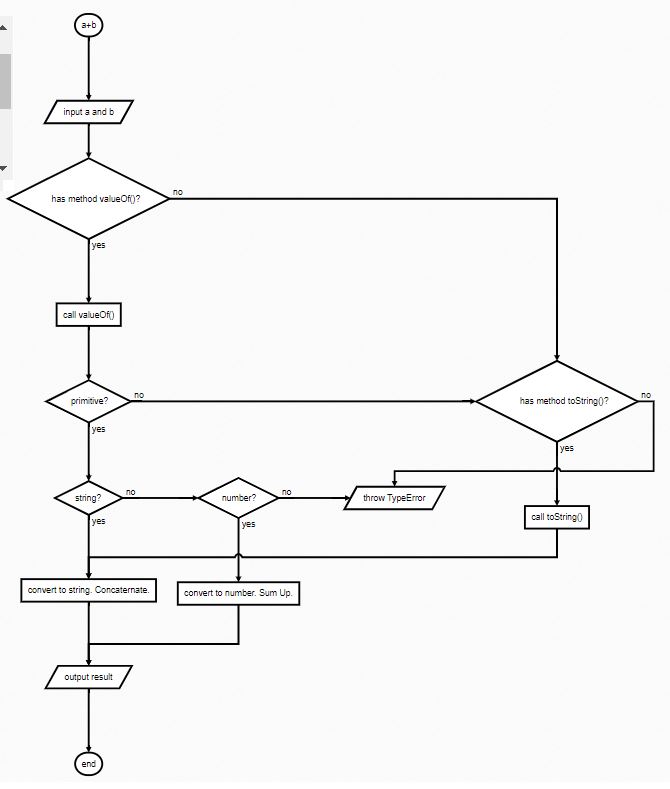 a+b
input a and b
has method valueOf()?
no
yes
call valueOf()
primitive?
no
has method toString()?
no
yes
yes
string?
no
number?
no
throw TypeError
yes
yes
call toString()
convert to string. Concaternate.
convert to number. Sum Up.
output result
end